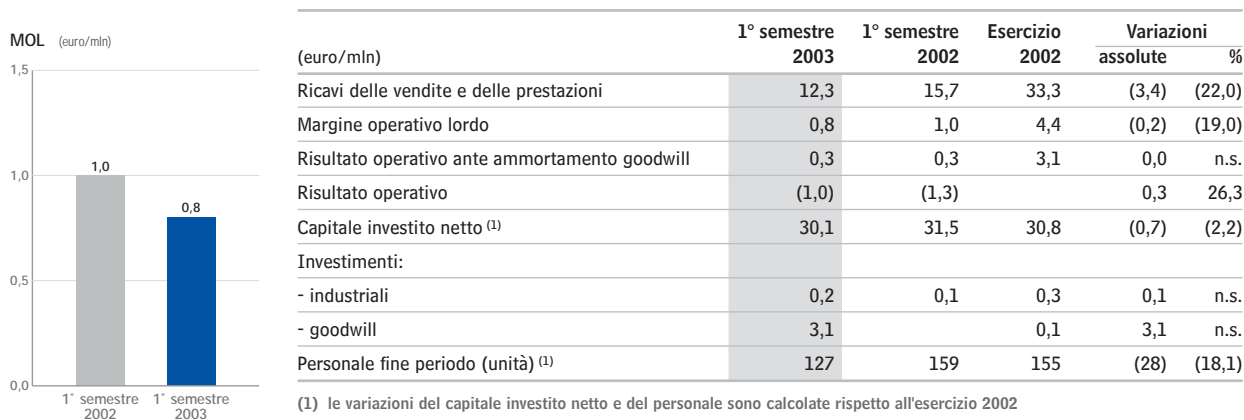 MOL (euro/mln)
1,5
1,0
0,5
0,0
1,0
0,8
1° semestre 2002
1° semestre 2003
1° semestre 1° semestre Esercizio Variazioni
(euro/mln) 2003 2002 2002 assolute %
Ricavi delle vendite e delle prestazioni 12,3 15,7 33,3 (3,4) (22,0)
Margine operativo lordo 0,8 1,0 4,4 (0,2) (19,0)
Risultato operativo ante ammortamento goodwill 0,3 0,3 3,1 0,0 n.s.
Risultato operativo (1,0) (1,3) 0,3 26,3
Capitale investito netto (1) 30,1 31,5 30,8 (0,7) (2,2)
Investimenti:
- industriali 0,2 0,1 0,3 0,1 n.s.
- goodwill 3,1 0,1 3,1 n.s.
Personale fine periodo (unità) (1) 127 159 155 (28) (18,1)
(1) le variazioni del capitale investito netto e del personale sono calcolate rispetto all'esercizio 2002